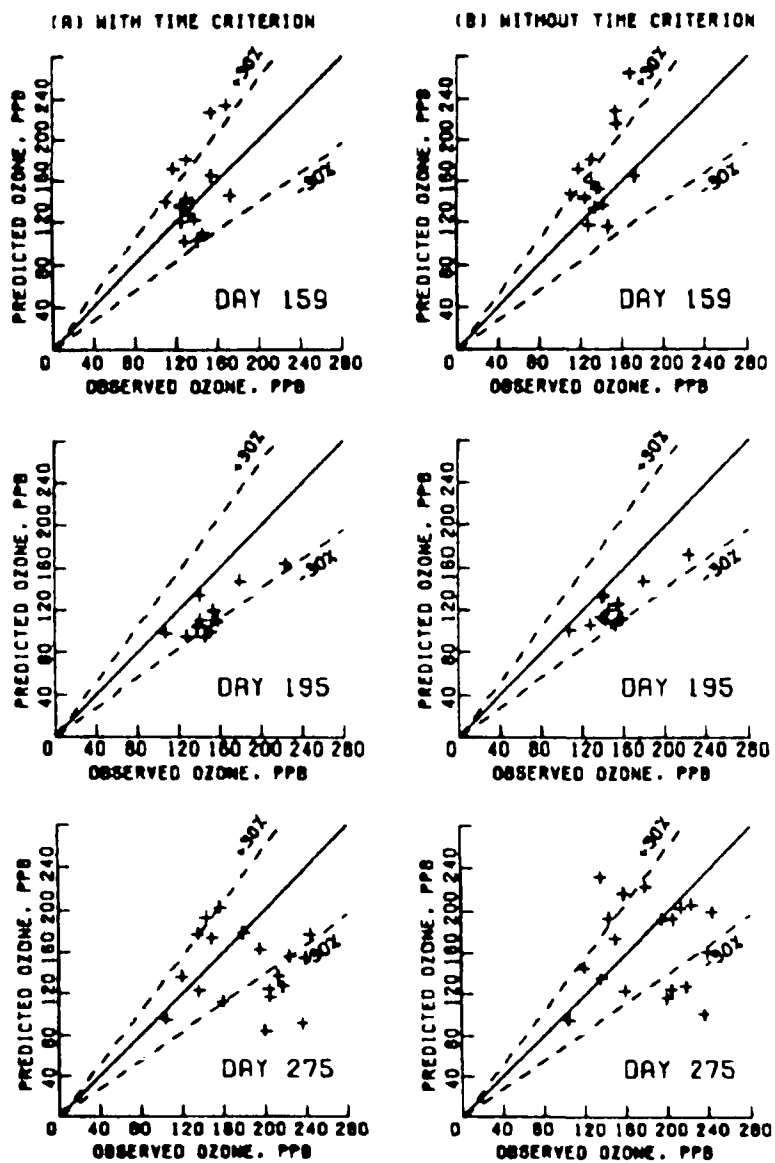 (A) WITH TIME CRITERION
(B) WITHOUT TIME CRITERION
PREDICTED OZONE, PPB
40 80 120 160 200 240
+30%
-30%
DAY 159
0 40 80 120 160 200 240 280
OBSERVED OZONE, PPB
PREDICTED OZONE, PPB
40 80 120 160 200 240
+30%
-30%
DAY 159
0 40 80 120 160 200 240 280
OBSERVED OZONE, PPB
PREDICTED OZONE, PPB
40 80 120 160 200 240
+30%
-30%
DAY 195
0 40 80 120 160 200 240 280
OBSERVED OZONE, PPB
PREDICTED OZONE, PPB
40 80 120 160 200 240
+30%
-30%
DAY 195
0 40 80 120 160 200 240 280
OBSERVED OZONE, PPB
PREDICTED OZONE, PPB
40 80 120 160 200 240
+30%
-30%
DAY 275
0 40 80 120 160 200 240 280
OBSERVED OZONE, PPB
PREDICTED OZONE, PPB
40 80 120 160 200 240
+30%
-30%
DAY 275
0 40 80 120 160 200 240 280
OBSERVED OZONE, PPB